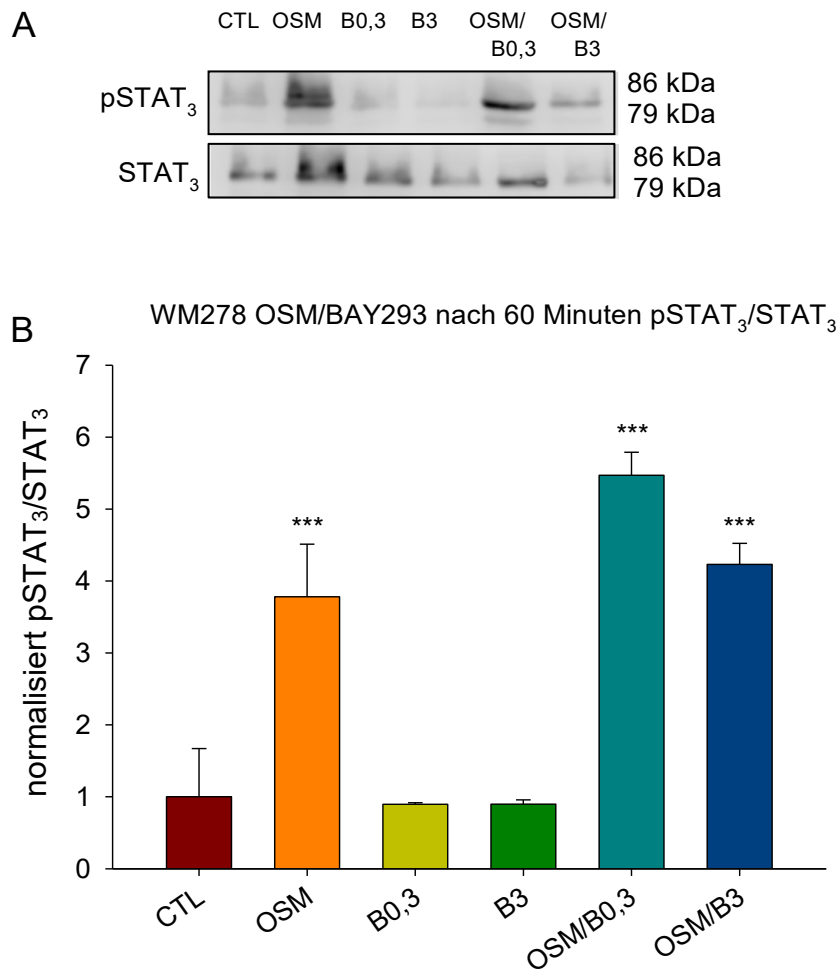 A
CTL OSM B0,3 B3 OSM/ OSM/
B0,3 B3
pSTAT₃
86 kDa
79 kDa
STAT₃
86 kDa
79 kDa
B
WM278 OSM/BAY293 nach 60 Minuten pSTAT₃/STAT₃
normalisiert pSTAT₃/STAT₃
7
6
5
4
3
2
1
0
***
***
***
CTL
OSM
B0,3
B3
OSM/B0,3
OSM/B3